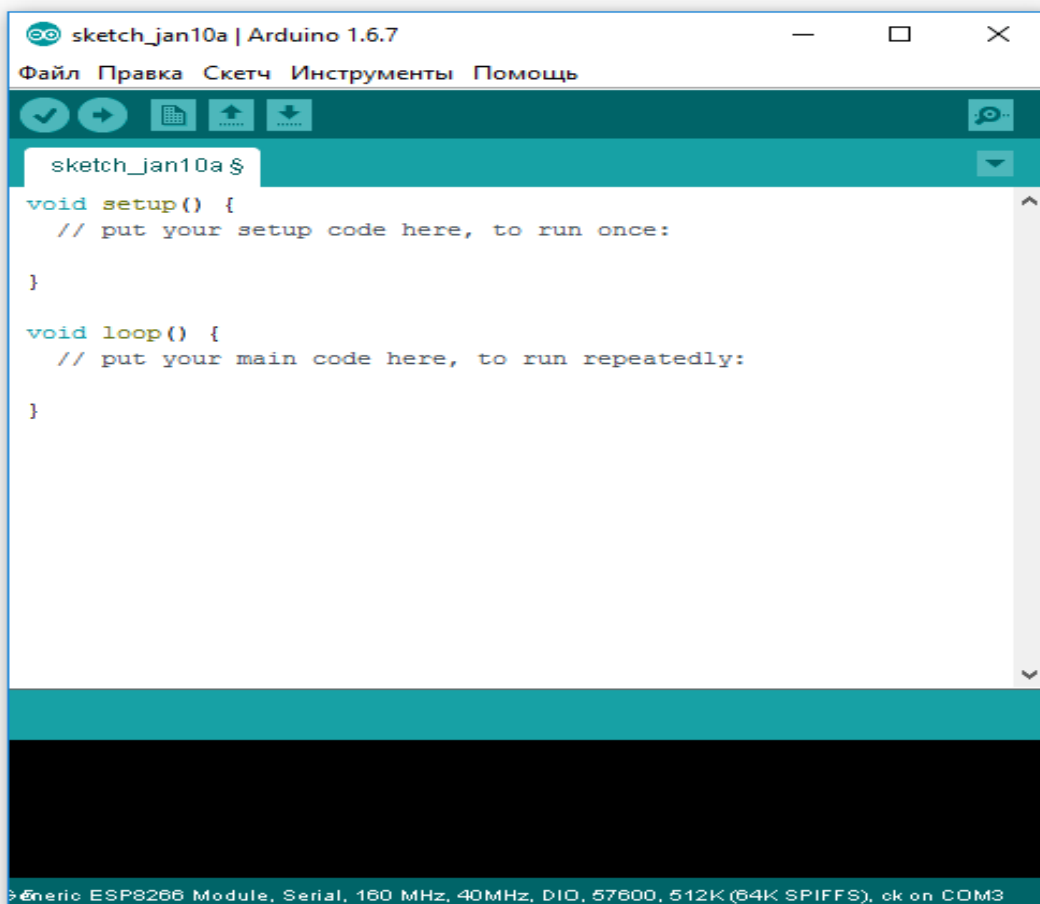 sketch_jan10a | Arduino 1.6.7
Файл Правка Скетч Инструменты Помощь
sketch_jan10a §
void setup() {
  // put your setup code here, to run once:
}
void loop() {
  // put your main code here, to run repeatedly:
}
ESP8266 Module, Serial, 160 MHz, 40MHz, DIO, 57600, 512K (64K SPIFFS), ck on COM3